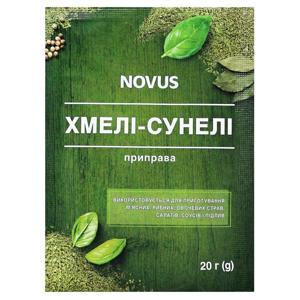 NOVUS
ХМЕЛІ-СУНЕЛІ
приправа
ВИКОРИСТОВУЄТЬСЯ ДЛЯ ПРИГОТУВАННЯ
М'ЯСНИХ, РИБНИХ, ОВОЧЕВИХ СТРАВ,
САЛАТІВ, СОУСІВ І ПІДЛИВ
20 г (g)